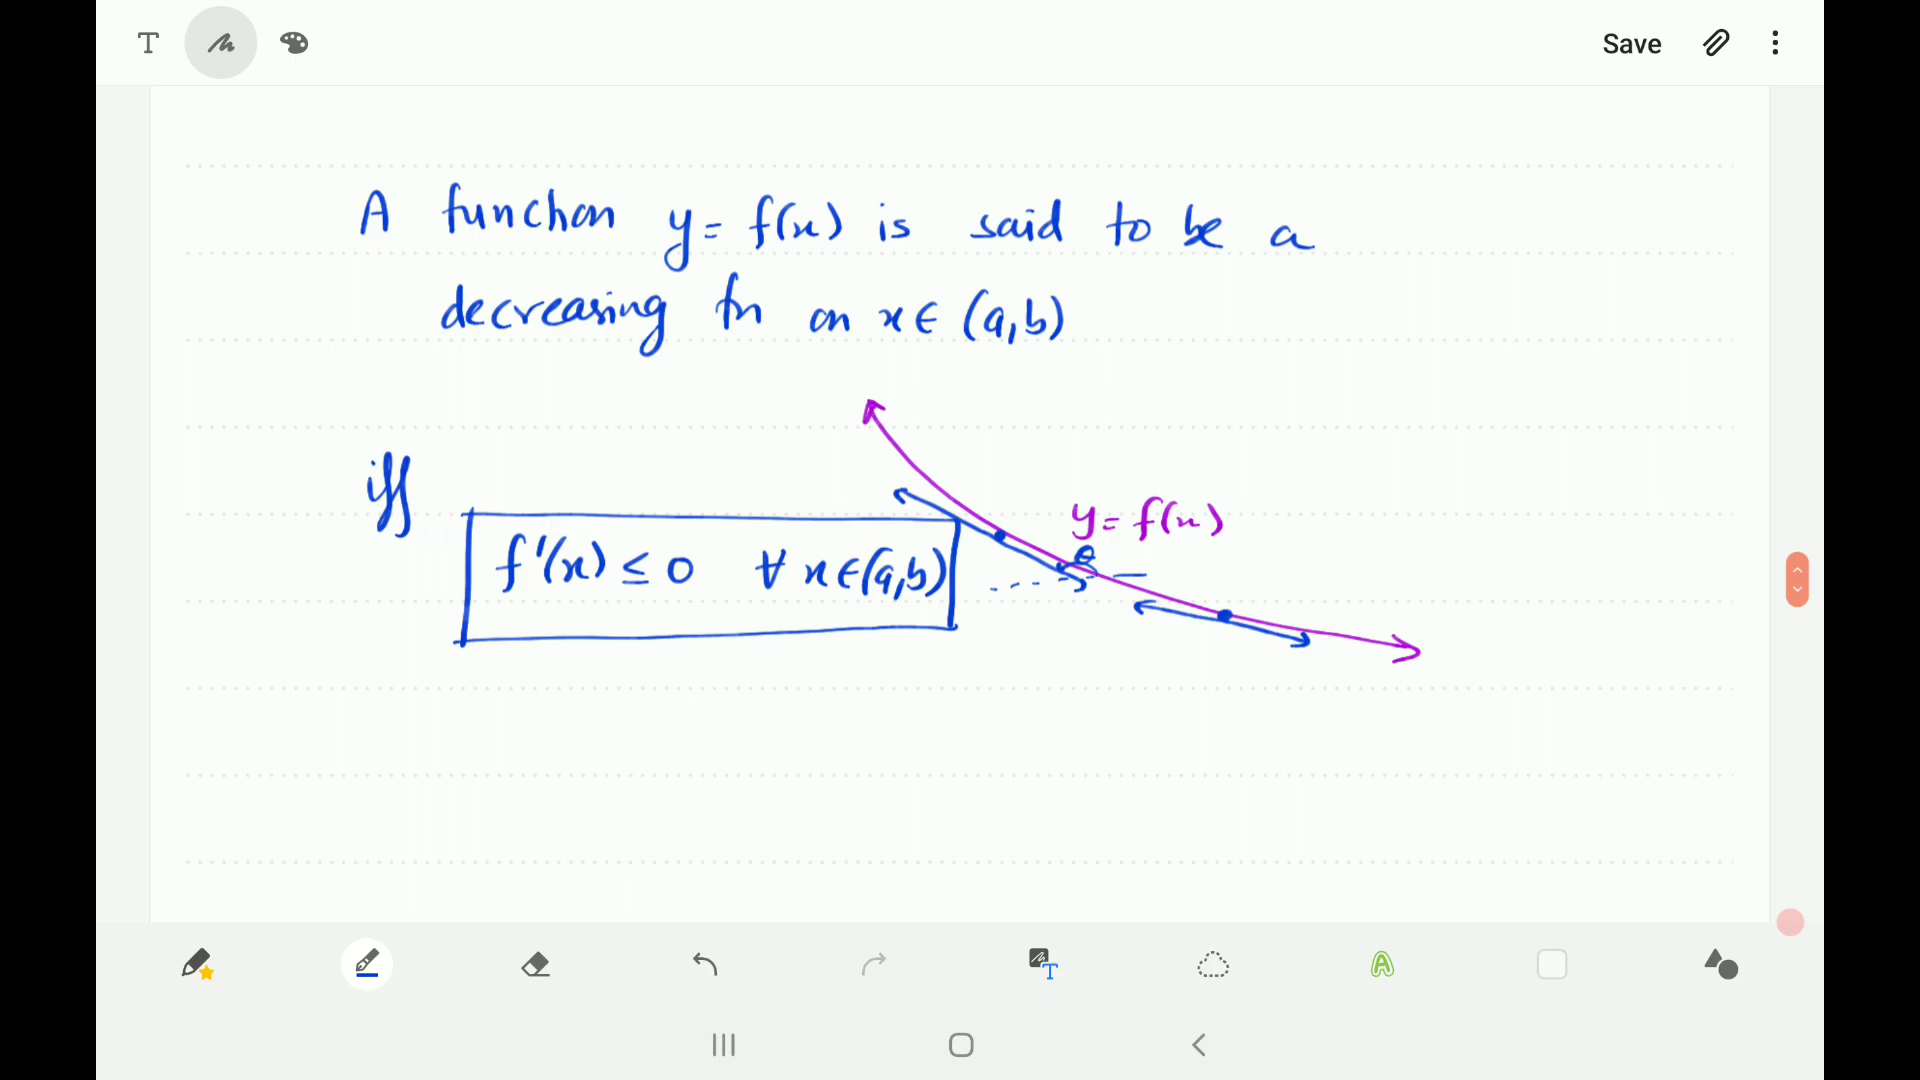 Save
A function y = f(x) is said to be a
decreasing fn on x ∈ (a,b)
iff
f'(x) ≤ 0 ∀ x ∈ (a,b)
y = f(x)
θ